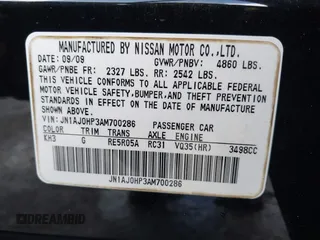 MANUFACTURED BY NISSAN MOTOR CO.,LTD.
DATE: 09/09 GVWR/PNBV: 4860 LBS.
GAWR/PNBE FR: 2327 LBS. RR: 2542 LBS.
THIS VEHICLE CONFORMS TO ALL APPLICABLE FEDERAL
MOTOR VEHICLE SAFETY,BUMPER,AND THEFT PREVENTION
STANDARDS IN EFFECT ON THE DATE OF MANUFACTURE
SHOWN ABOVE.
VIN:JN1AJ0HP3AM700286 PASSENGER CAR
COLOR TRIM TRANS AXLE ENGINE
KH3 G RE5R05A RC31 VQ35(HR) 3498CC
JN1AJ0HP3AM700286
DREAMBID